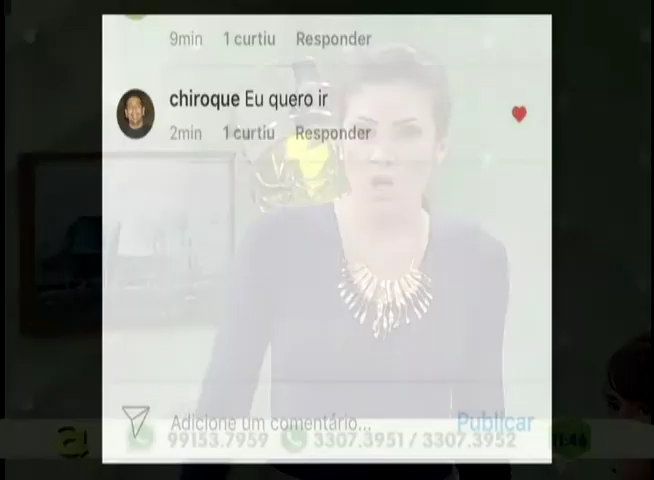 9min 1 curtiu Responder
chiroque Eu quero ir
2min 1 curtiu Responder
Adicione um comentário... Publicar
a 99153.7959 3307.3951 / 3307.3952 11:46